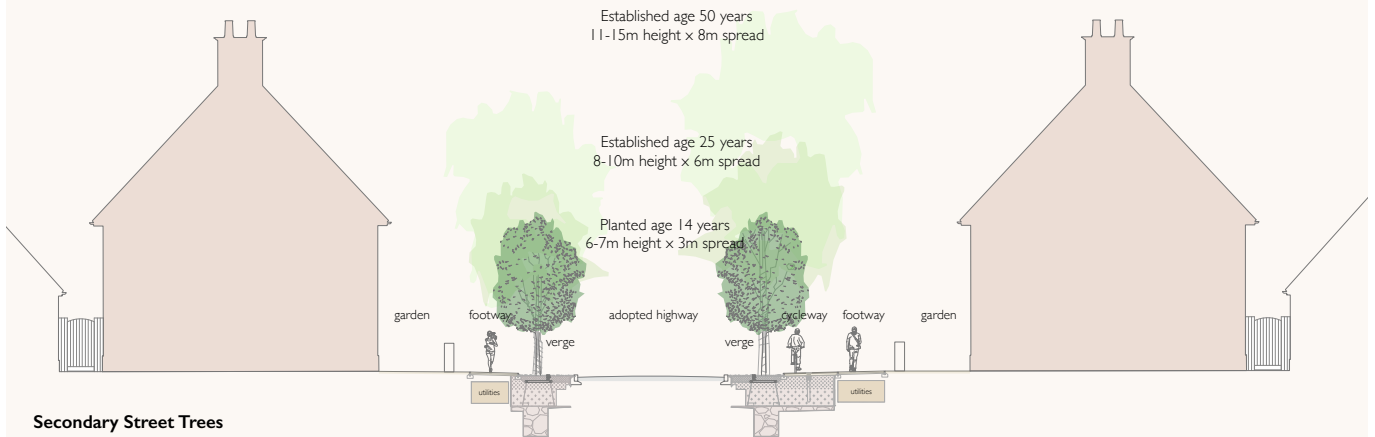 Established age 50 years
11-15m height x 8m spread
Established age 25 years
8-10m height x 6m spread
Planted age 14 years
6-7m height x 3m spread
garden
footway
adopted highway
cycleway
footway
garden
verge
verge
utilities
utilities
Secondary Street Trees